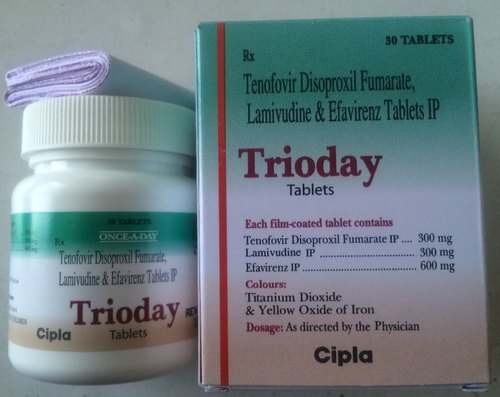 30 TABLETS
ONCE-A-DAY
Rx
Tenofovir Disoproxil Fumarate,
Lamivudine & Efavirenz Tablets IP
Trioday
Tablets
Cipla
30 TABLETS
Rx
Tenofovir Disoproxil Fumarate,
Lamivudine & Efavirenz Tablets IP
Trioday
Tablets
Each film-coated tablet contains
Tenofovir Disoproxil Fumarate IP .... 300 mg
Lamivudine IP ............................ 300 mg
Efavirenz IP .................................. 600 mg
Colours:
Titanium Dioxide
& Yellow Oxide of Iron
Dosage: As directed by the Physician
Cipla